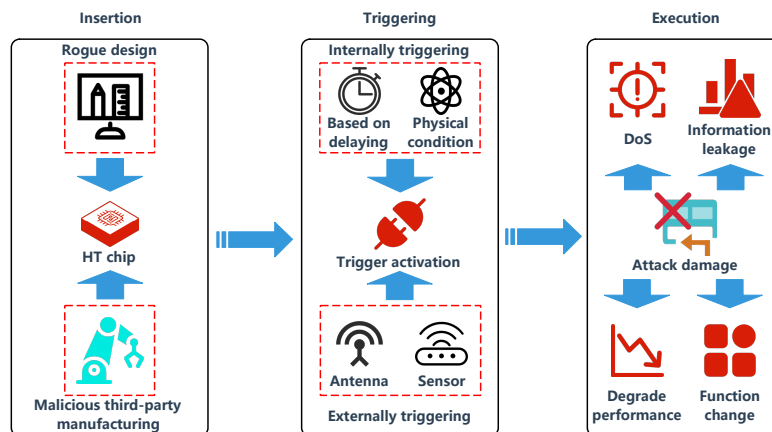 Insertion
Triggering
Execution
Rogue design
HT chip
Malicious third-party
manufacturing
Internally triggering
Based on
delaying
Physical
condition
Trigger activation
Antenna
Sensor
Externally triggering
DoS
Information
leakage
Attack damage
Degrade
performance
Function
change